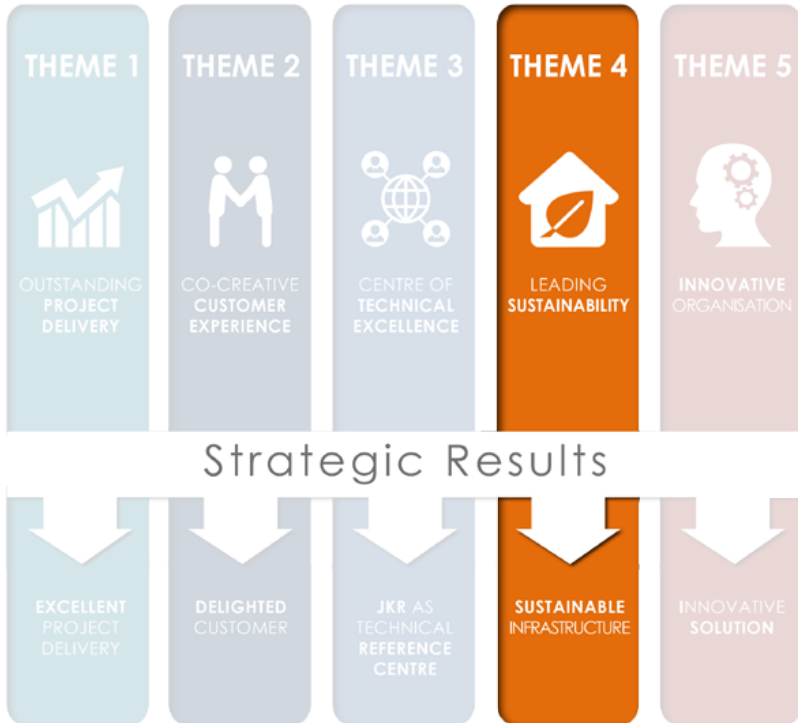 THEME 1
THEME 2
THEME 3
THEME 4
THEME 5
OUTSTANDING
PROJECT
DELIVERY
CO-CREATIVE
CUSTOMER
EXPERIENCE
CENTRE OF
TECHNICAL
EXCELLENCE
LEADING
SUSTAINABILITY
INNOVATIVE
ORGANISATION
Strategic Results
EXCELLENT
PROJECT
DELIVERY
DELIGHTED
CUSTOMER
JKR AS
TECHNICAL
REFERENCE
CENTRE
SUSTAINABLE
INFRASTRUCTURE
INNOVATIVE
SOLUTION